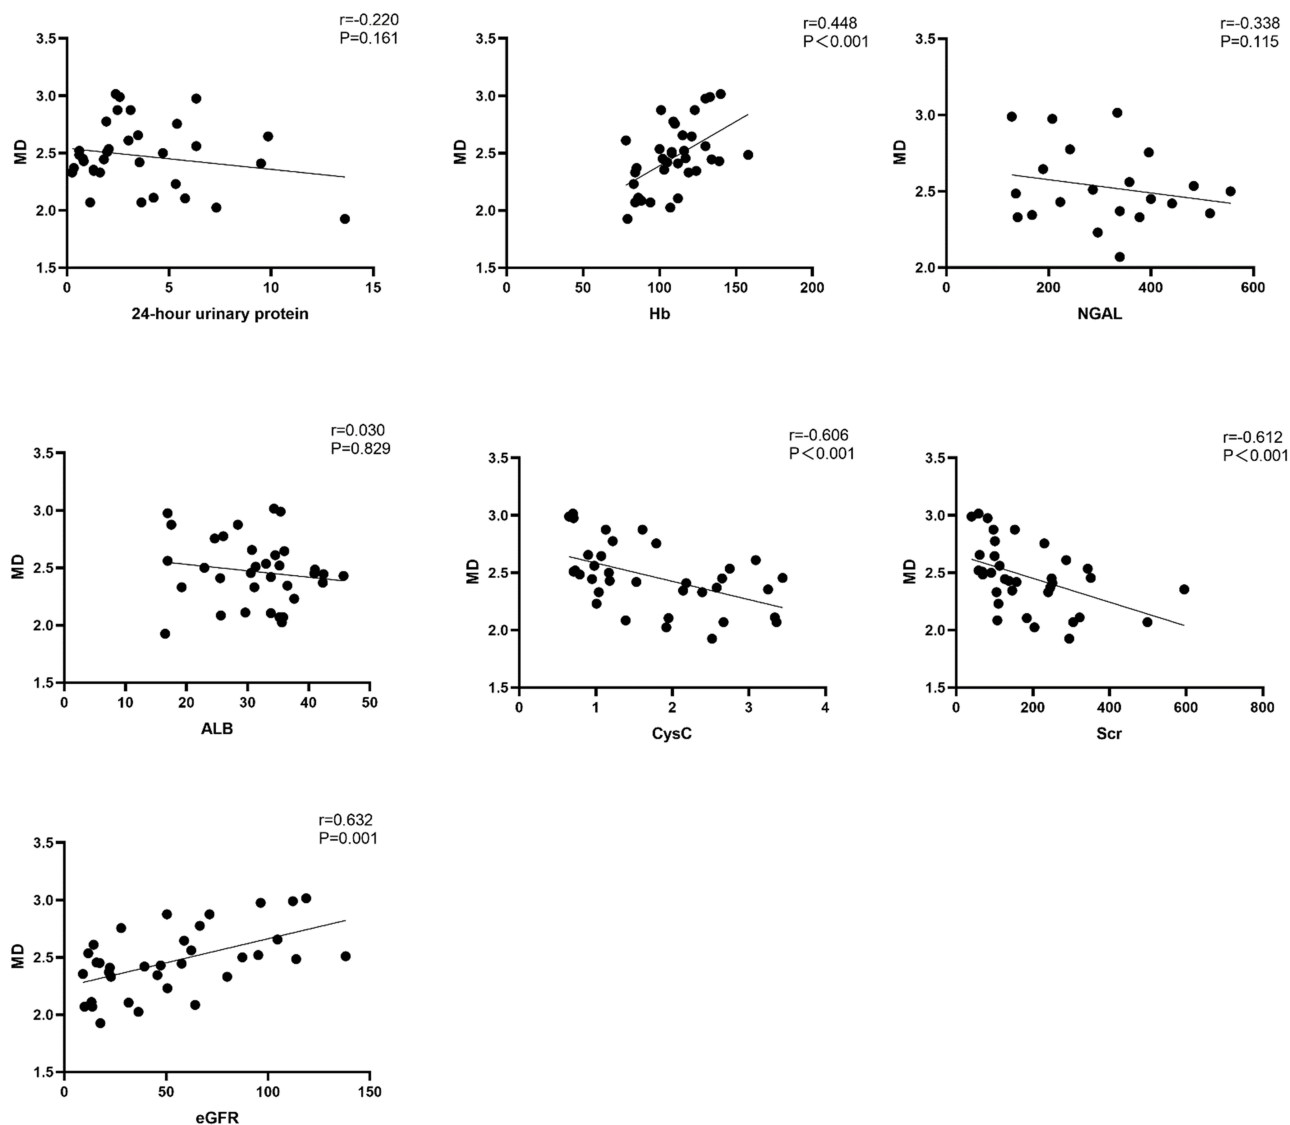 r=-0.220
P=0.161
3.5
3.0
2.5
2.0
1.5
MD
0 5 10 15
24-hour urinary protein
r=0.448
P<0.001
3.5
3.0
2.5
2.0
1.5
MD
0 50 100 150 200
Hb
r=-0.338
P=0.115
3.5
3.0
2.5
2.0
MD
0 200 400 600
NGAL
r=0.030
P=0.829
3.5
3.0
2.5
2.0
1.5
MD
0 10 20 30 40 50
ALB
r=-0.606
P<0.001
3.5
3.0
2.5
2.0
1.5
MD
0 1 2 3 4
CysC
r=-0.612
P<0.001
3.5
3.0
2.5
2.0
1.5
MD
0 200 400 600 800
Scr
r=0.632
P=0.001
3.5
3.0
2.5
2.0
1.5
MD
0 50 100 150
eGFR